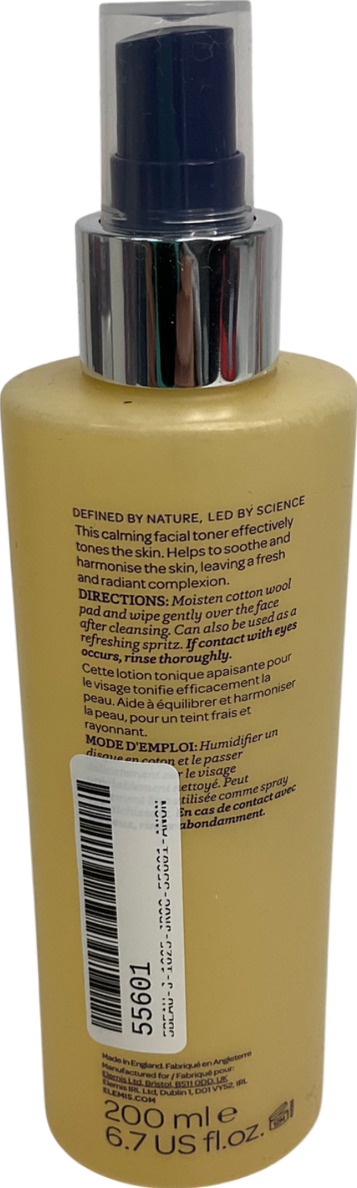 DEFINED BY NATURE, LED BY SCIENCE
This calming facial toner effectively
tones the skin. Helps to soothe and
harmonise the skin, leaving a fresh
and radiant complexion.
DIRECTIONS: Moisten cotton wool
pad and wipe gently over the face
after cleansing. Can also be used as a
refreshing spritz. If contact with eyes
occurs, rinse thoroughly.
Cette lotion tonique apaisante pour
le visage tonifie efficacement la
peau. Aide à équilibrer et harmoniser
la peau, pour un teint frais et
rayonnant.
MODE D'EMPLOI: Humidifier un
disque en coton et le passer
le visage
nettoyé. Peut
utilisée comme spray
En cas de contact avec
abondamment.
55601
Made in England. Fabriqué en Angleterre
Manufactured for / Fabriqué pour:
Elemis Ltd, Bristol, BS11 0DD, UK
Elemis IRL Ltd, Dublin 1, D01 VY52, IRL
ELEMIS.COM
200 ml e
6.7 US fl.oz.